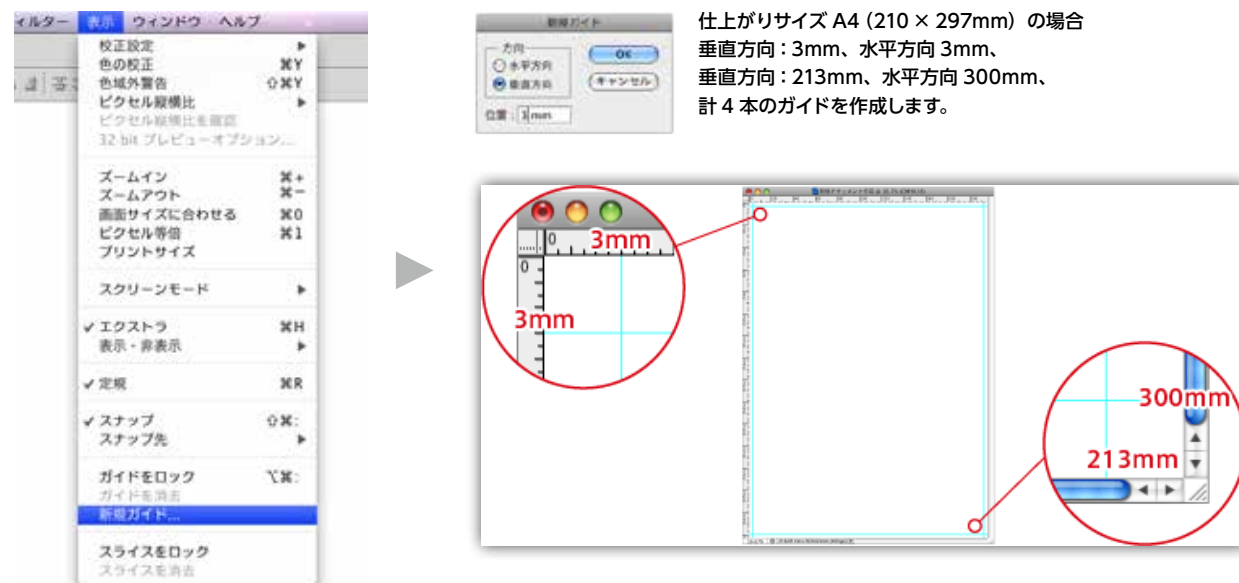 ィルター 表示 ウィンドウ ヘルプ
校正設定
色の校正 ⌘Y
色域外警告 ⇧⌘Y
ピクセル縦横比
ピクセル縦横比を確認
32 bit プレビューオプション...
ズームイン ⌘+
ズームアウト ⌘−
画面サイズに合わせる ⌘0
ピクセル等倍 ⌘1
プリントサイズ
スクリーンモード
✓ エクストラ ⌘H
表示・非表示
✓ 定規 ⌘R
✓ スナップ ⇧⌘:
スナップ先
ガイドをロック ⌥⌘:
ガイドを消去
新規ガイド...
スライスをロック
スライスを消去
新規ガイド
方向
水平方向
垂直方向
位置 : 3 mm
OK
キャンセル
仕上がりサイズ A4（210 × 297mm）の場合
垂直方向：3mm、水平方向 3mm、
垂直方向：213mm、水平方向 300mm、
計 4 本のガイドを作成します。
0
3mm
0
3mm
300mm
213mm